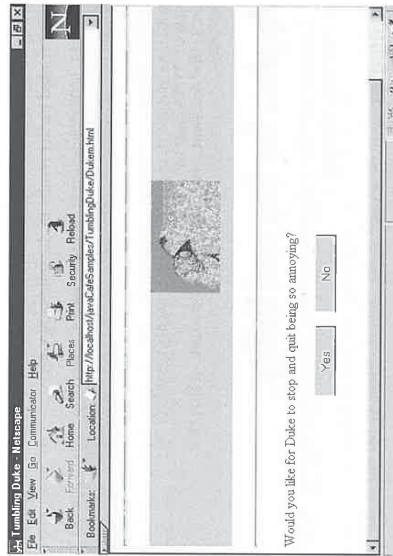 Tumbling Duke - Netscape
File Edit View Go Communicator Help
Back Forward Home Search Places Print Security Reload
Bookmarks: Location: http://localhost/javaCafeSamples/TumblingDuke/Dukem.html
N
Would you like for Duke to stop and quit being so annoying?
Yes No